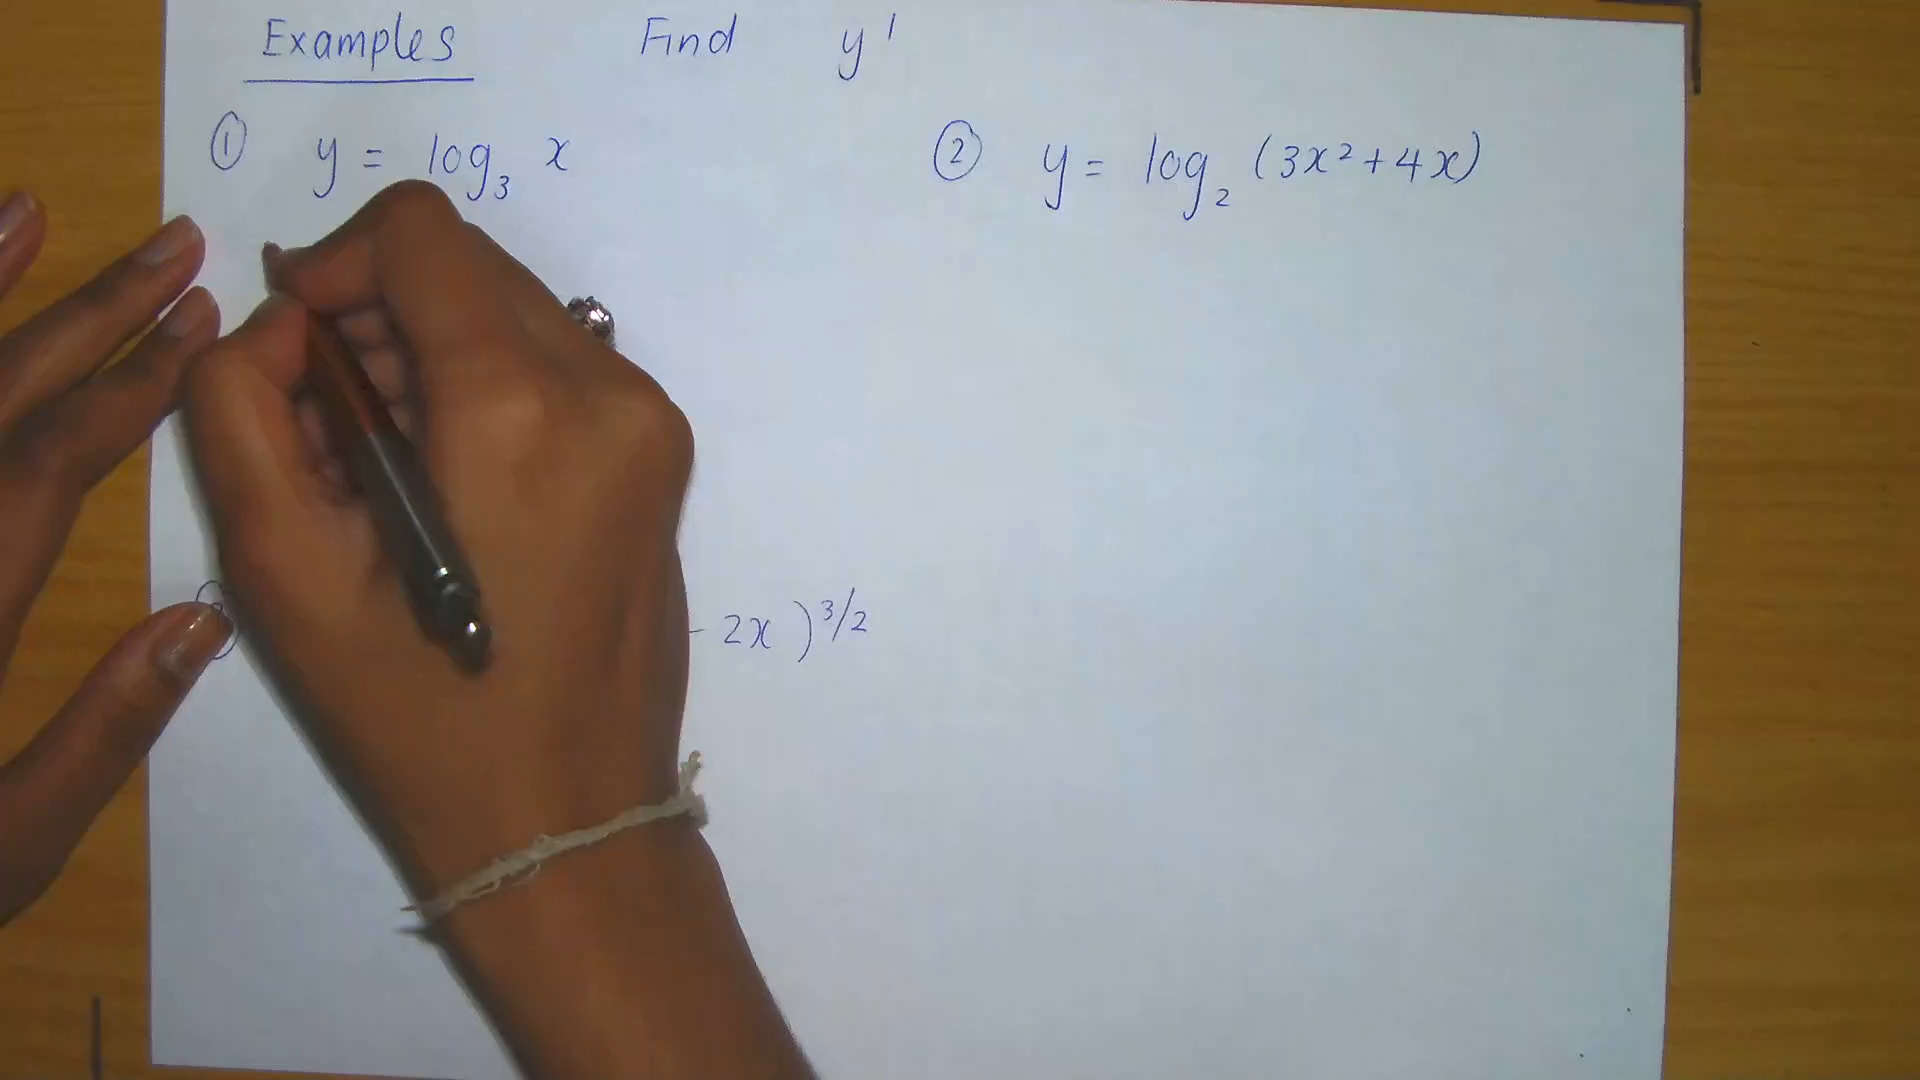 Examples Find y'
① y = log₃ x
② y = log₂ (3x²+4x)
- 2x )^3/2